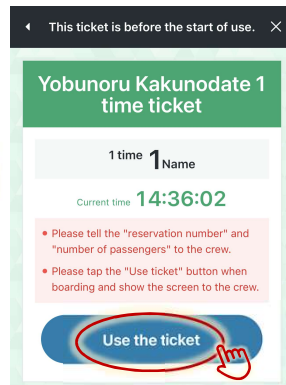 This ticket is before the start of use.
Yobunoru Kakunodate 1
time ticket
1 time 1 Name
Current time 14:36:02
Please tell the "reservation number" and
"number of passengers" to the crew.
Please tap the "Use ticket" button when
boarding and show the screen to the crew.
Use the ticket